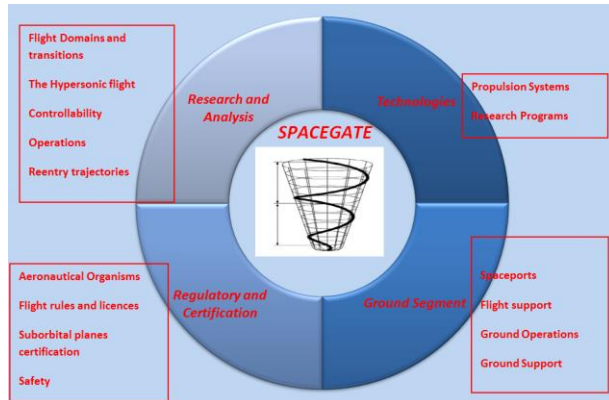 Flight Domains and
transitions
The Hypersonic flight
Controllability
Operations
Reentry trajectories
Research and
Analysis
Technologies
Propulsion Systems
Research Programs
SPACEGATE
Aeronautical Organisms
Flight rules and licences
Suborbital planes
certification
Safety
Regulatory and
Certification
Ground Segment
Spaceports
Flight support
Ground Operations
Ground Support